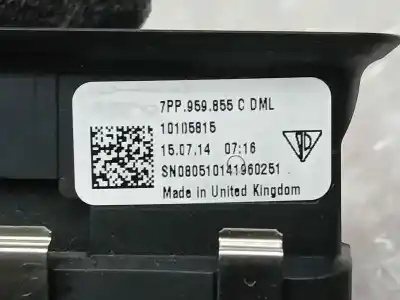 7PP.959.855 C DML
10105815
15.07.14 07:16
SN080510141960251
Made in United Kingdom